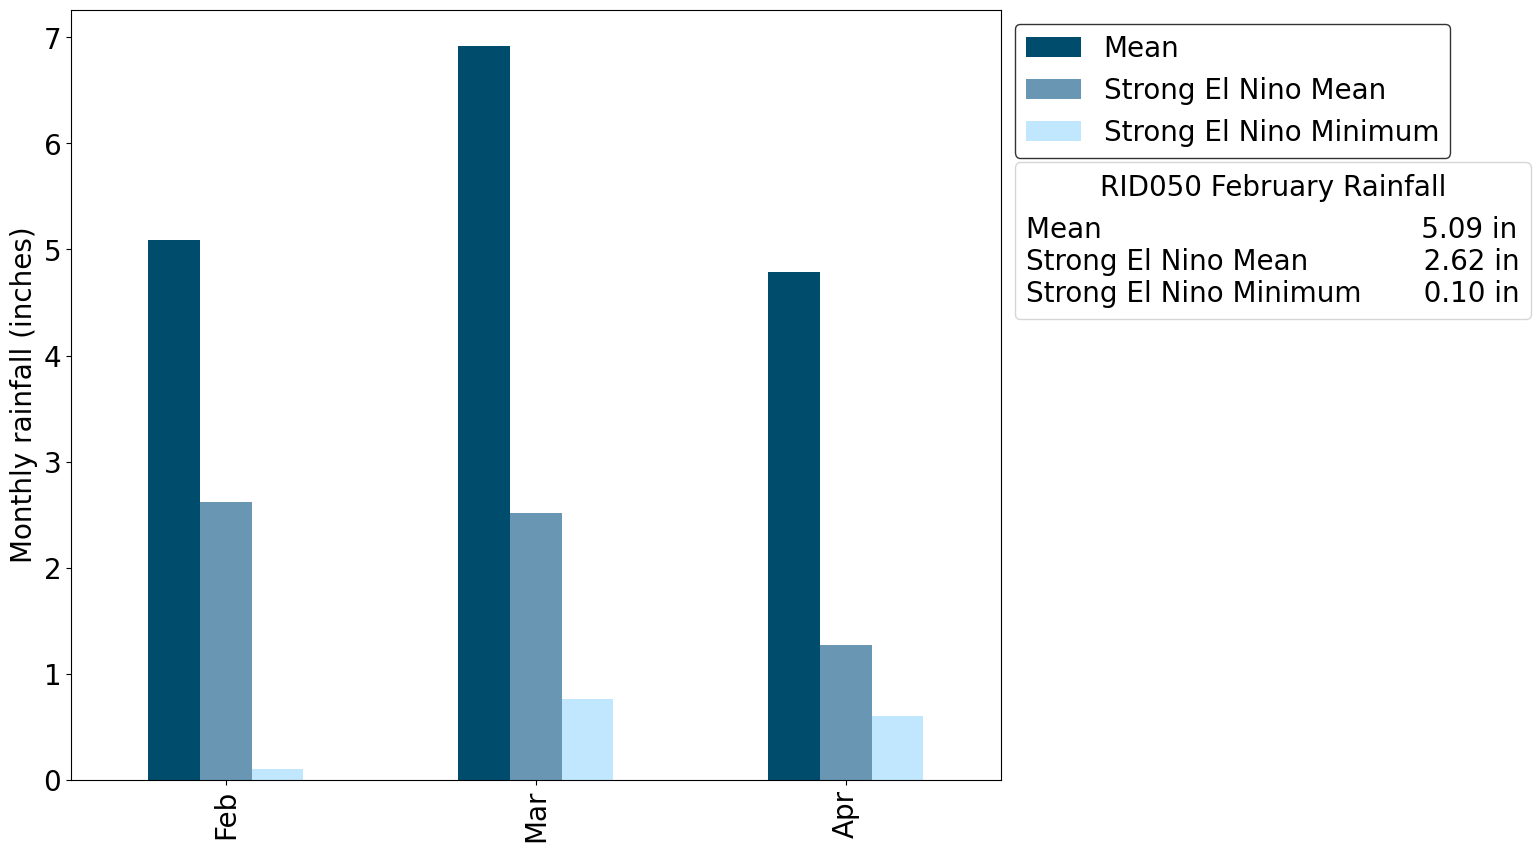 7
6
5
4
3
2
1
0
Monthly rainfall (inches)
Feb
Mar
Apr
Mean
Strong El Nino Mean
Strong El Nino Minimum
RID050 February Rainfall
Mean 5.09 in
Strong El Nino Mean 2.62 in
Strong El Nino Minimum 0.10 in